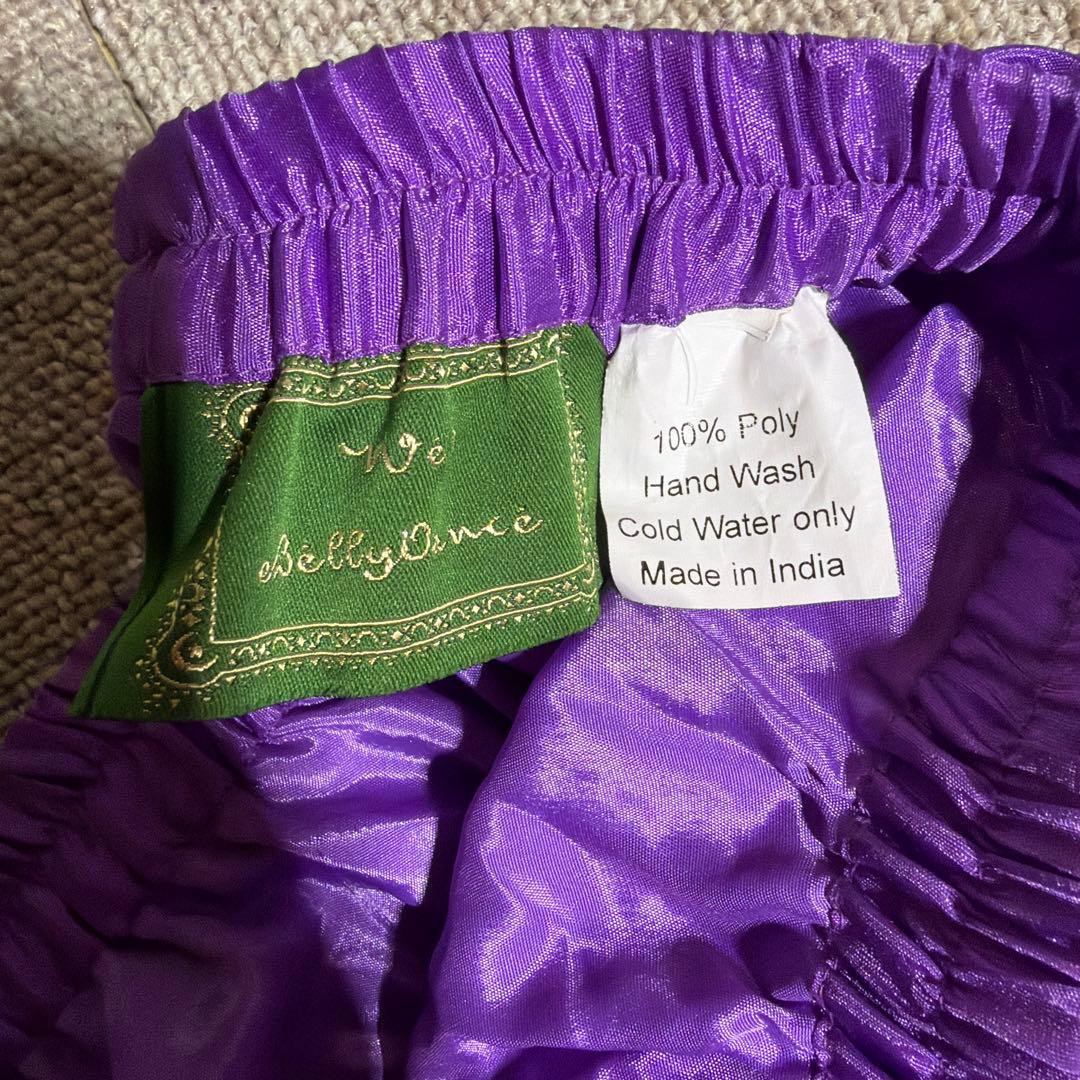 We
BellyDance
100% Poly
Hand Wash
Cold Water only
Made in India